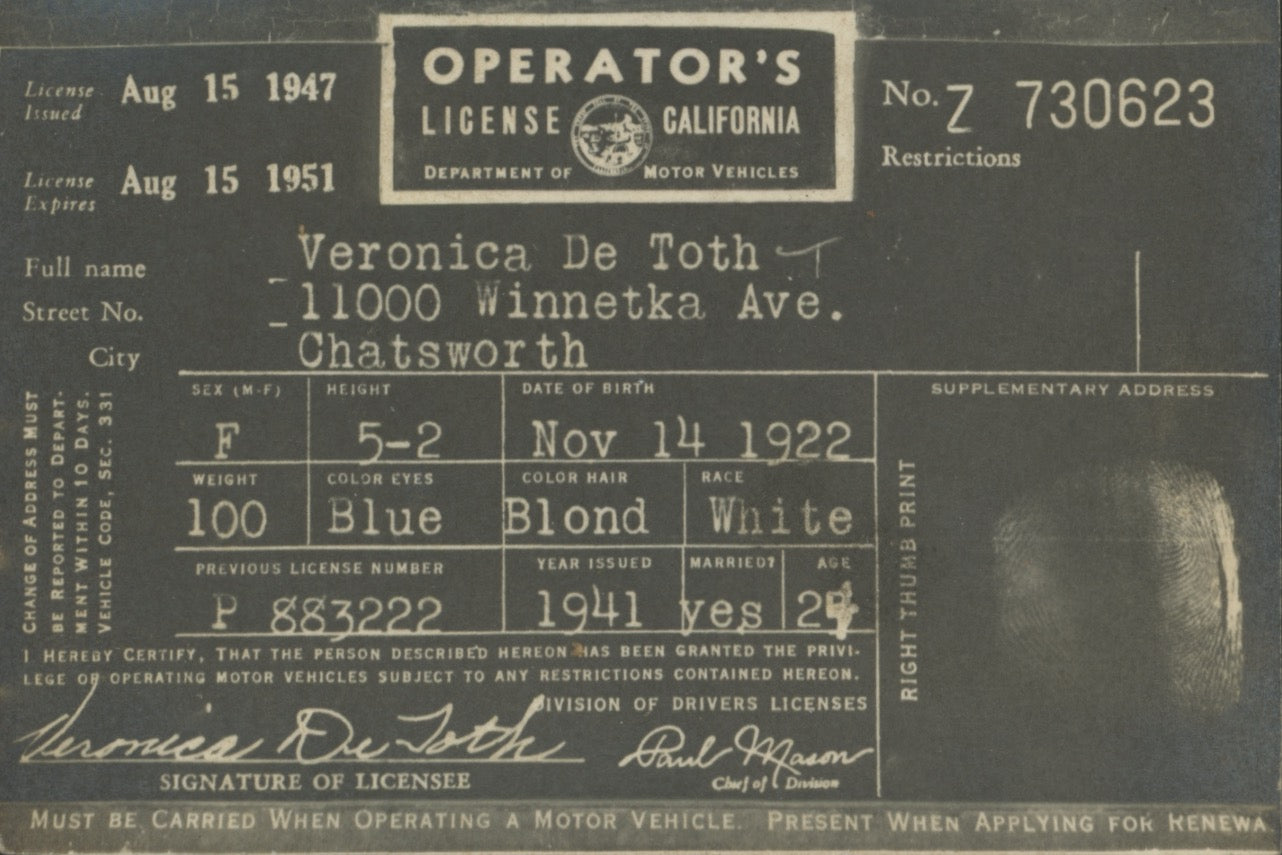 OPERATOR'S
LICENSE CALIFORNIA
DEPARTMENT OF MOTOR VEHICLES
License Issued Aug 15 1947
License Expires Aug 15 1951
No. Z 730623
Restrictions
Full name Veronica De Toth
Street No. 11000 Winnetka Ave.
City Chatsworth
CHANGE OF ADDRESS MUST
BE REPORTED TO DEPART-
MENT WITHIN 10 DAYS.
VEHICLE CODE, SEC. 331
SEX (M-F) HEIGHT DATE OF BIRTH
F 5-2 Nov 14 1922
WEIGHT COLOR EYES COLOR HAIR RACE
100 Blue Blond White
PREVIOUS LICENSE NUMBER YEAR ISSUED MARRIED? AGE
P 883222 1941 yes 24
SUPPLEMENTARY ADDRESS
RIGHT THUMB PRINT
I HEREBY CERTIFY, THAT THE PERSON DESCRIBED HEREON HAS BEEN GRANTED THE PRIVI-
LEGE OF OPERATING MOTOR VEHICLES SUBJECT TO ANY RESTRICTIONS CONTAINED HEREON.
DIVISION OF DRIVERS LICENSES
Veronica De Toth
Paul Mason
SIGNATURE OF LICENSEE
Chief of Division
MUST BE CARRIED WHEN OPERATING A MOTOR VEHICLE. PRESENT WHEN APPLYING FOR RENEWA